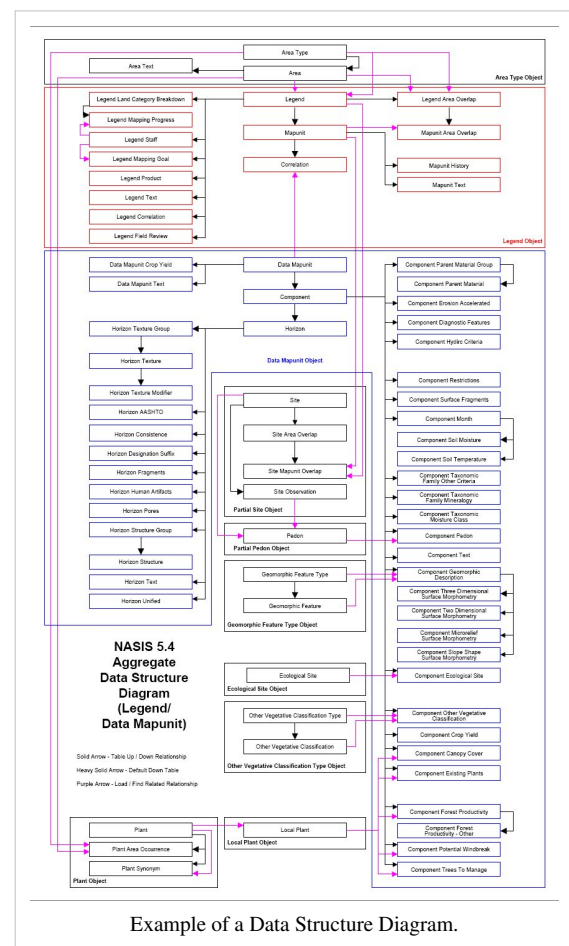 Area Type
Area Text
Area
Area Type Object
Legend Land Category Breakdown
Legend
Legend Area Overlap
Legend Mapping Progress
Mapunit
Mapunit Area Overlap
Legend Staff
Legend Mapping Goal
Correlation
Mapunit History
Legend Product
Mapunit Text
Legend Text
Legend Correlation
Legend Field Review
Legend Object
Data Mapunit Crop Yield
Data Mapunit
Component Parent Material Group
Data Mapunit Text
Component Parent Material
Component
Component Erosion Accelerated
Horizon Texture Group
Horizon
Component Diagnostic Features
Component Hydirc Criteria
Horizon Texture
Data Mapunit Object
Component Restrictions
Horizon Texture Modifier
Site
Component Surface Fragments
Horizon AASHTO
Component Month
Horizon Consistence
Site Area Overlap
Component Soil Moisture
Horizon Designation Suffix
Component Soil Temperature
Horizon Fragments
Site Mapunit Overlap
Component Taxonomic
Family Other Criteria
Horizon Human Artifacts
Site Observation
Component Taxonomic
Family Mineralogy
Horizon Pores
Partial Site Object
Component Taxonomic
Moisture Class
Horizon Structure Group
Pedon
Component Pedon
Partial Pedon Object
Horizon Structure
Component Text
Horizon Text
Geomorphic Feature Type
Component Geomorphic
Description
Horizon Unified
Component Three Dimensional
Surface Morphometry
Geomorphic Feature
Component Two Dimensional
Surface Morphometry
Geomorphic Feature Type Object
Component Microrelief
Surface Morphometry
Component Slope Shape
Surface Morphometry
NASIS 5.4
Aggregate
Data Structure
Diagram
(Legend/
Data Mapunit)
Ecological Site
Component Ecological Site
Ecological Site Object
Other Vegetative Classification Type
Component Other Vegetative
Classification
Component Crop Yield
Other Vegetative Classification
Component Canopy Cover
Other Vegetative Classification Type Object
Component Existing Plants
Solid Arrow - Table Up / Down Relationship
Heavy Solid Arrow - Default Down Table
Purple Arrow - Load / Find Related Relationship
Component Forest Productivity
Plant
Local Plant
Component Forest
Productivity - Other
Plant Area Occurrence
Local Plant Object
Component Potential Windbreak
Plant Synonym
Component Trees To Manage
Plant Object
Example of a Data Structure Diagram.